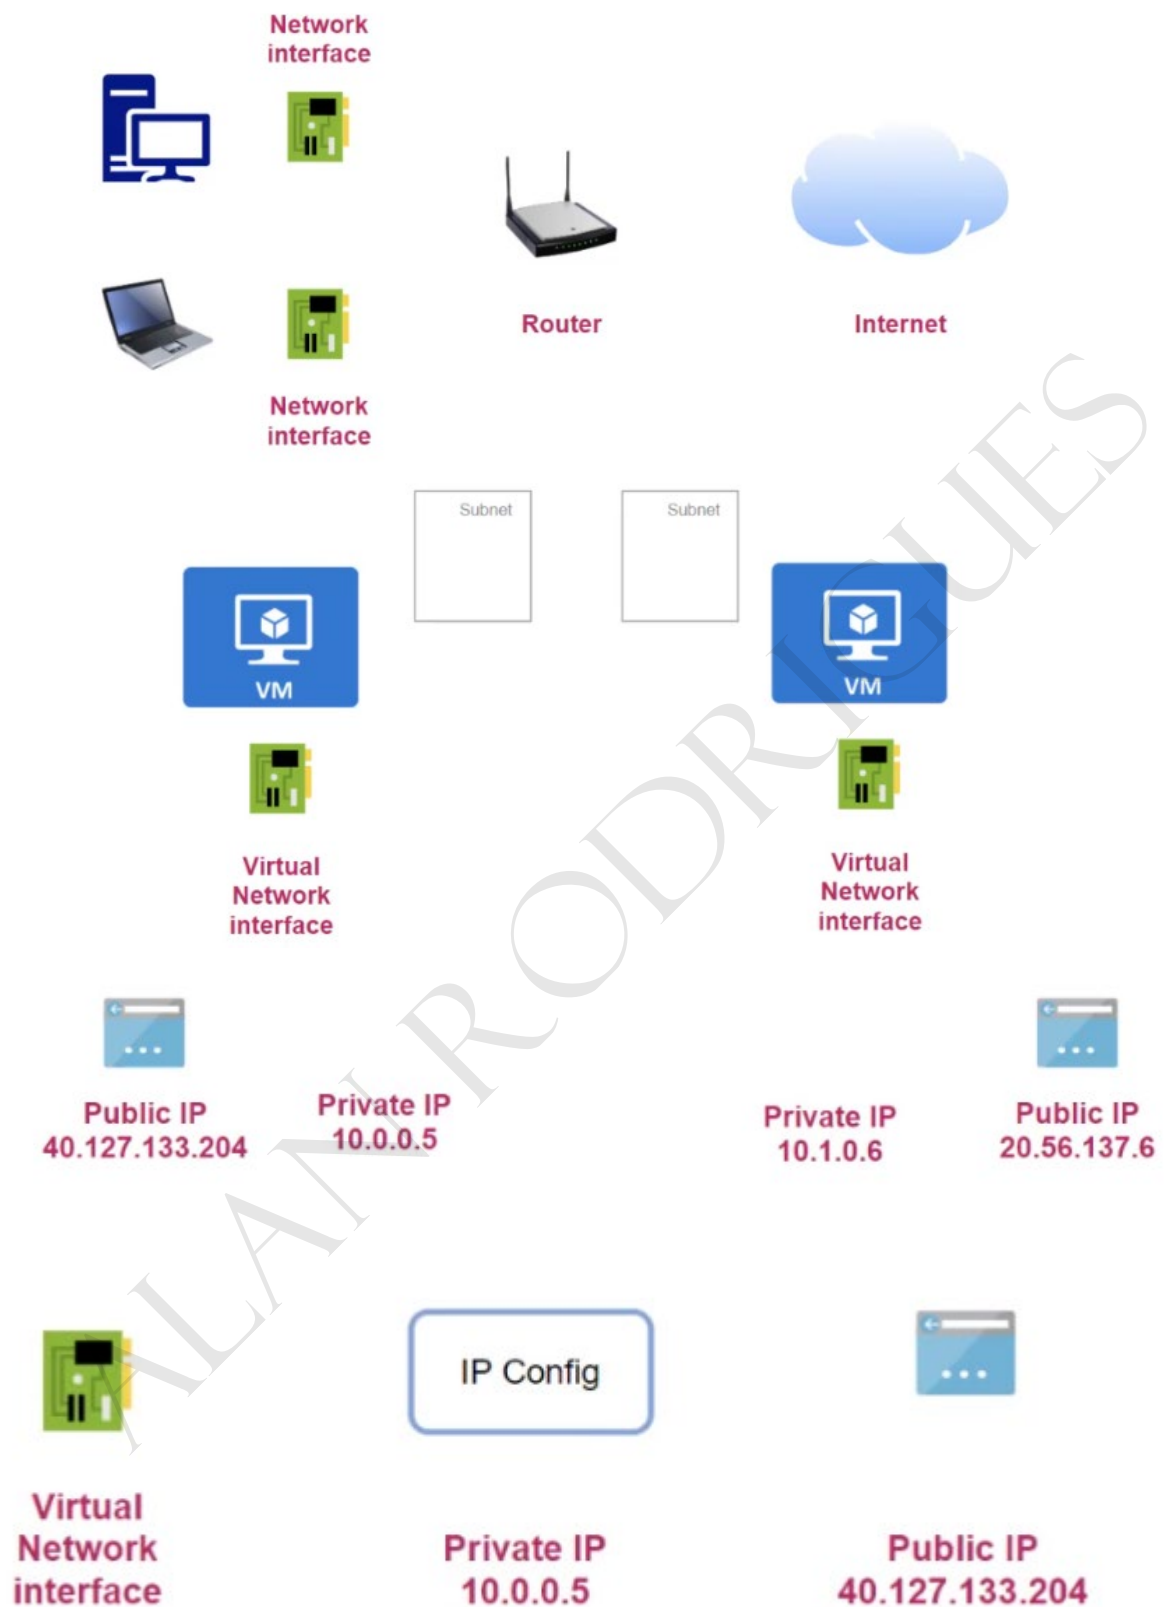 Network
interface
Router
Internet
Network
interface
Subnet
Subnet
VM
VM
Virtual
Network
interface
Virtual
Network
interface
Public IP
40.127.133.204
Private IP
10.0.0.5
Private IP
10.1.0.6
Public IP
20.56.137.6
IP Config
Virtual
Network
interface
Private IP
10.0.0.5
Public IP
40.127.133.204
ALAN RODRIGUES